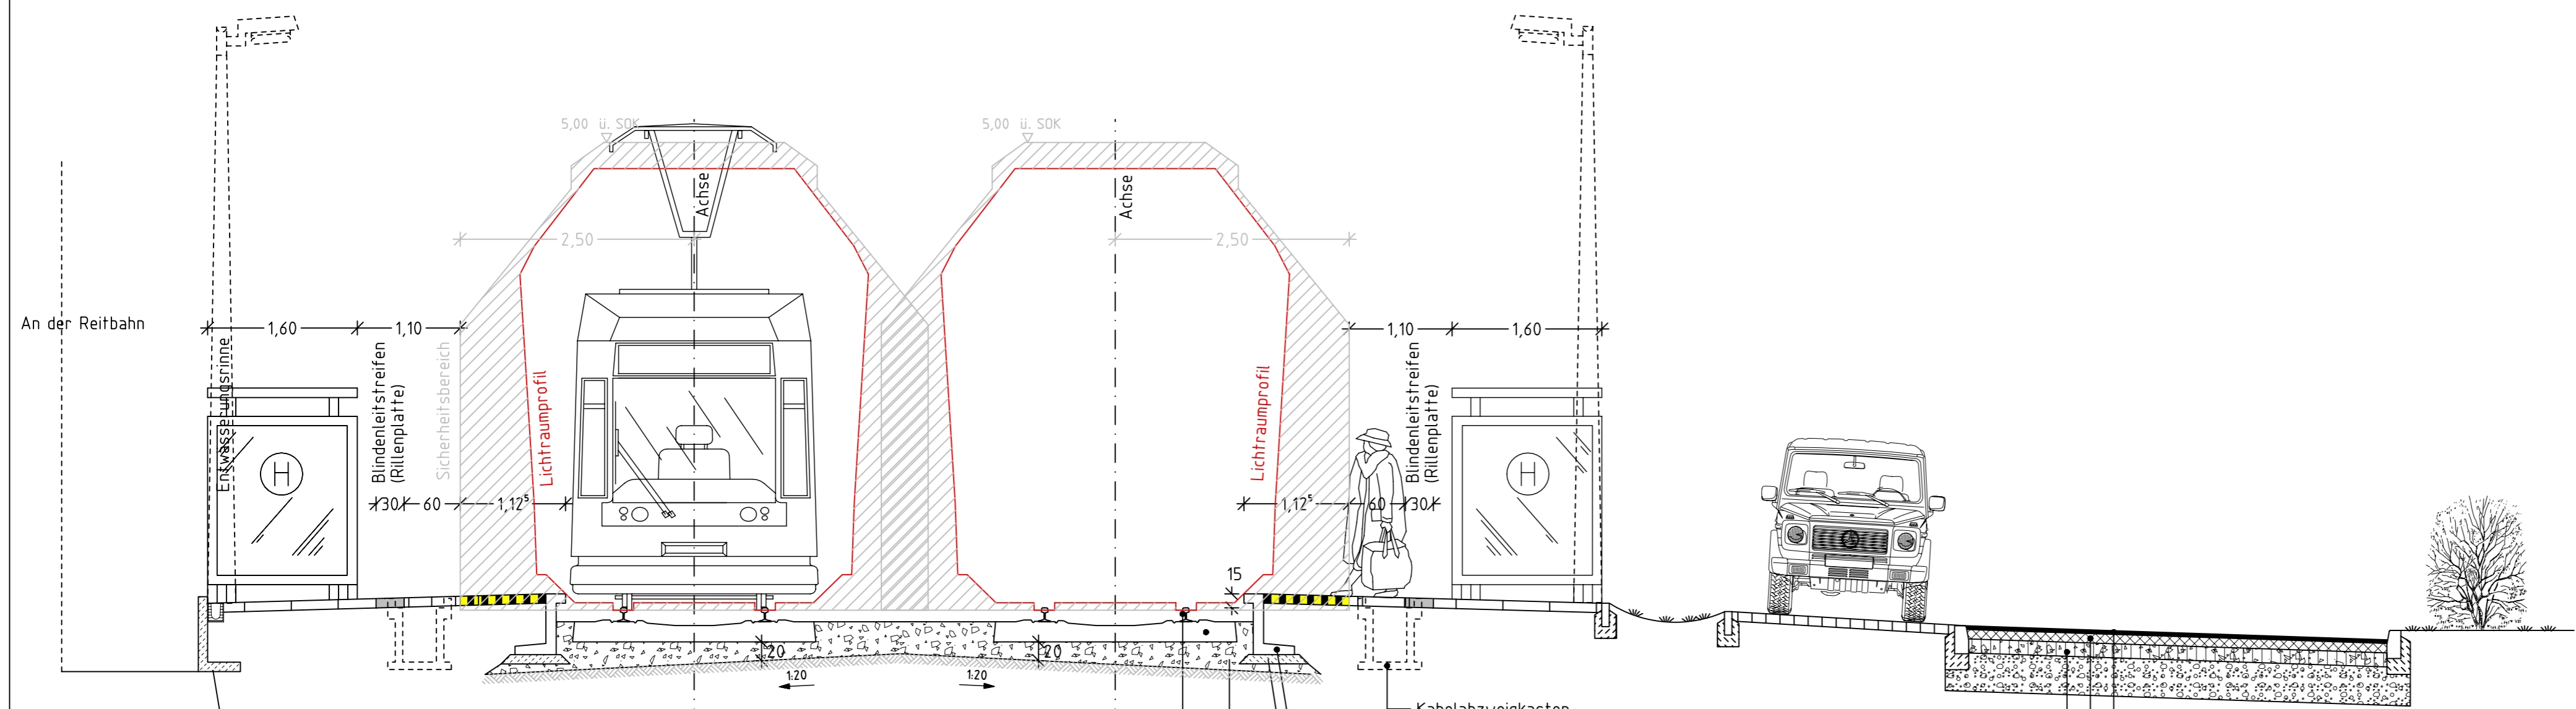 5,00 ü. SOK
5,00 ü. SOK
Achse
Achse
2,50
2,50
An der Reitbahn
1,60
1,10
1,10
1,60
Entwässerungsrinne
Blindenleitstreifen
(Rillenplatte)
Sicherheitsbereich
Lichtraumprofil
Lichtraumprofil
Blindenleitstreifen
(Rillenplatte)
H
H
30
60
1,12⁵
1,12⁵
60
30
15
20
20
1:20
1:20
Kabelabzweigkasten